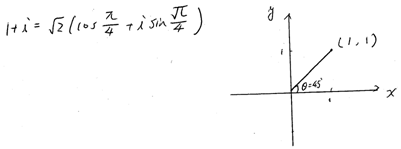 1+i = √2 (cos π/4 + i sin √π/4)
y
(1, 1)
1
θ=45°
1
x